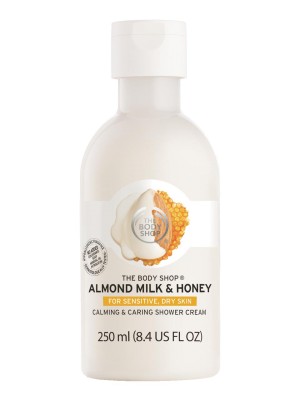 THE
BODY
SHOP
THE BODY SHOP®
ALMOND MILK & HONEY
FOR SENSITIVE, DRY SKIN
CALMING & CARING SHOWER CREAM
250 ml (8.4 US FL OZ)